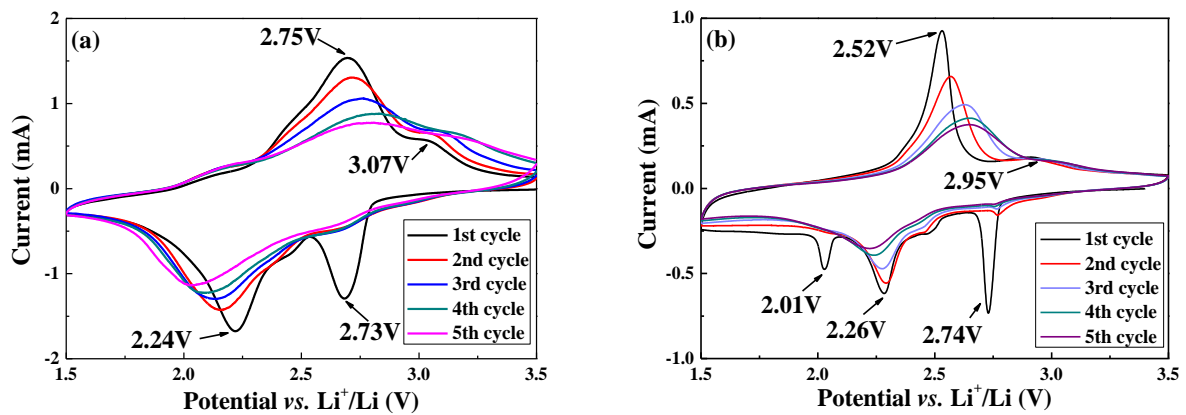 (a)
2.75V
3.07V
2.24V
2.73V
1st cycle
2nd cycle
3rd cycle
4th cycle
5th cycle
2
1
0
-1
-2
1.5 2.0 2.5 3.0 3.5
Current (mA)
Potential vs. Li⁺/Li (V)
(b)
2.52V
2.95V
2.01V
2.26V
2.74V
1st cycle
2nd cycle
3rd cycle
4th cycle
5th cycle
1.0
0.5
0.0
-0.5
-1.0
1.5 2.0 2.5 3.0 3.5
Current (mA)
Potential vs. Li⁺/Li (V)